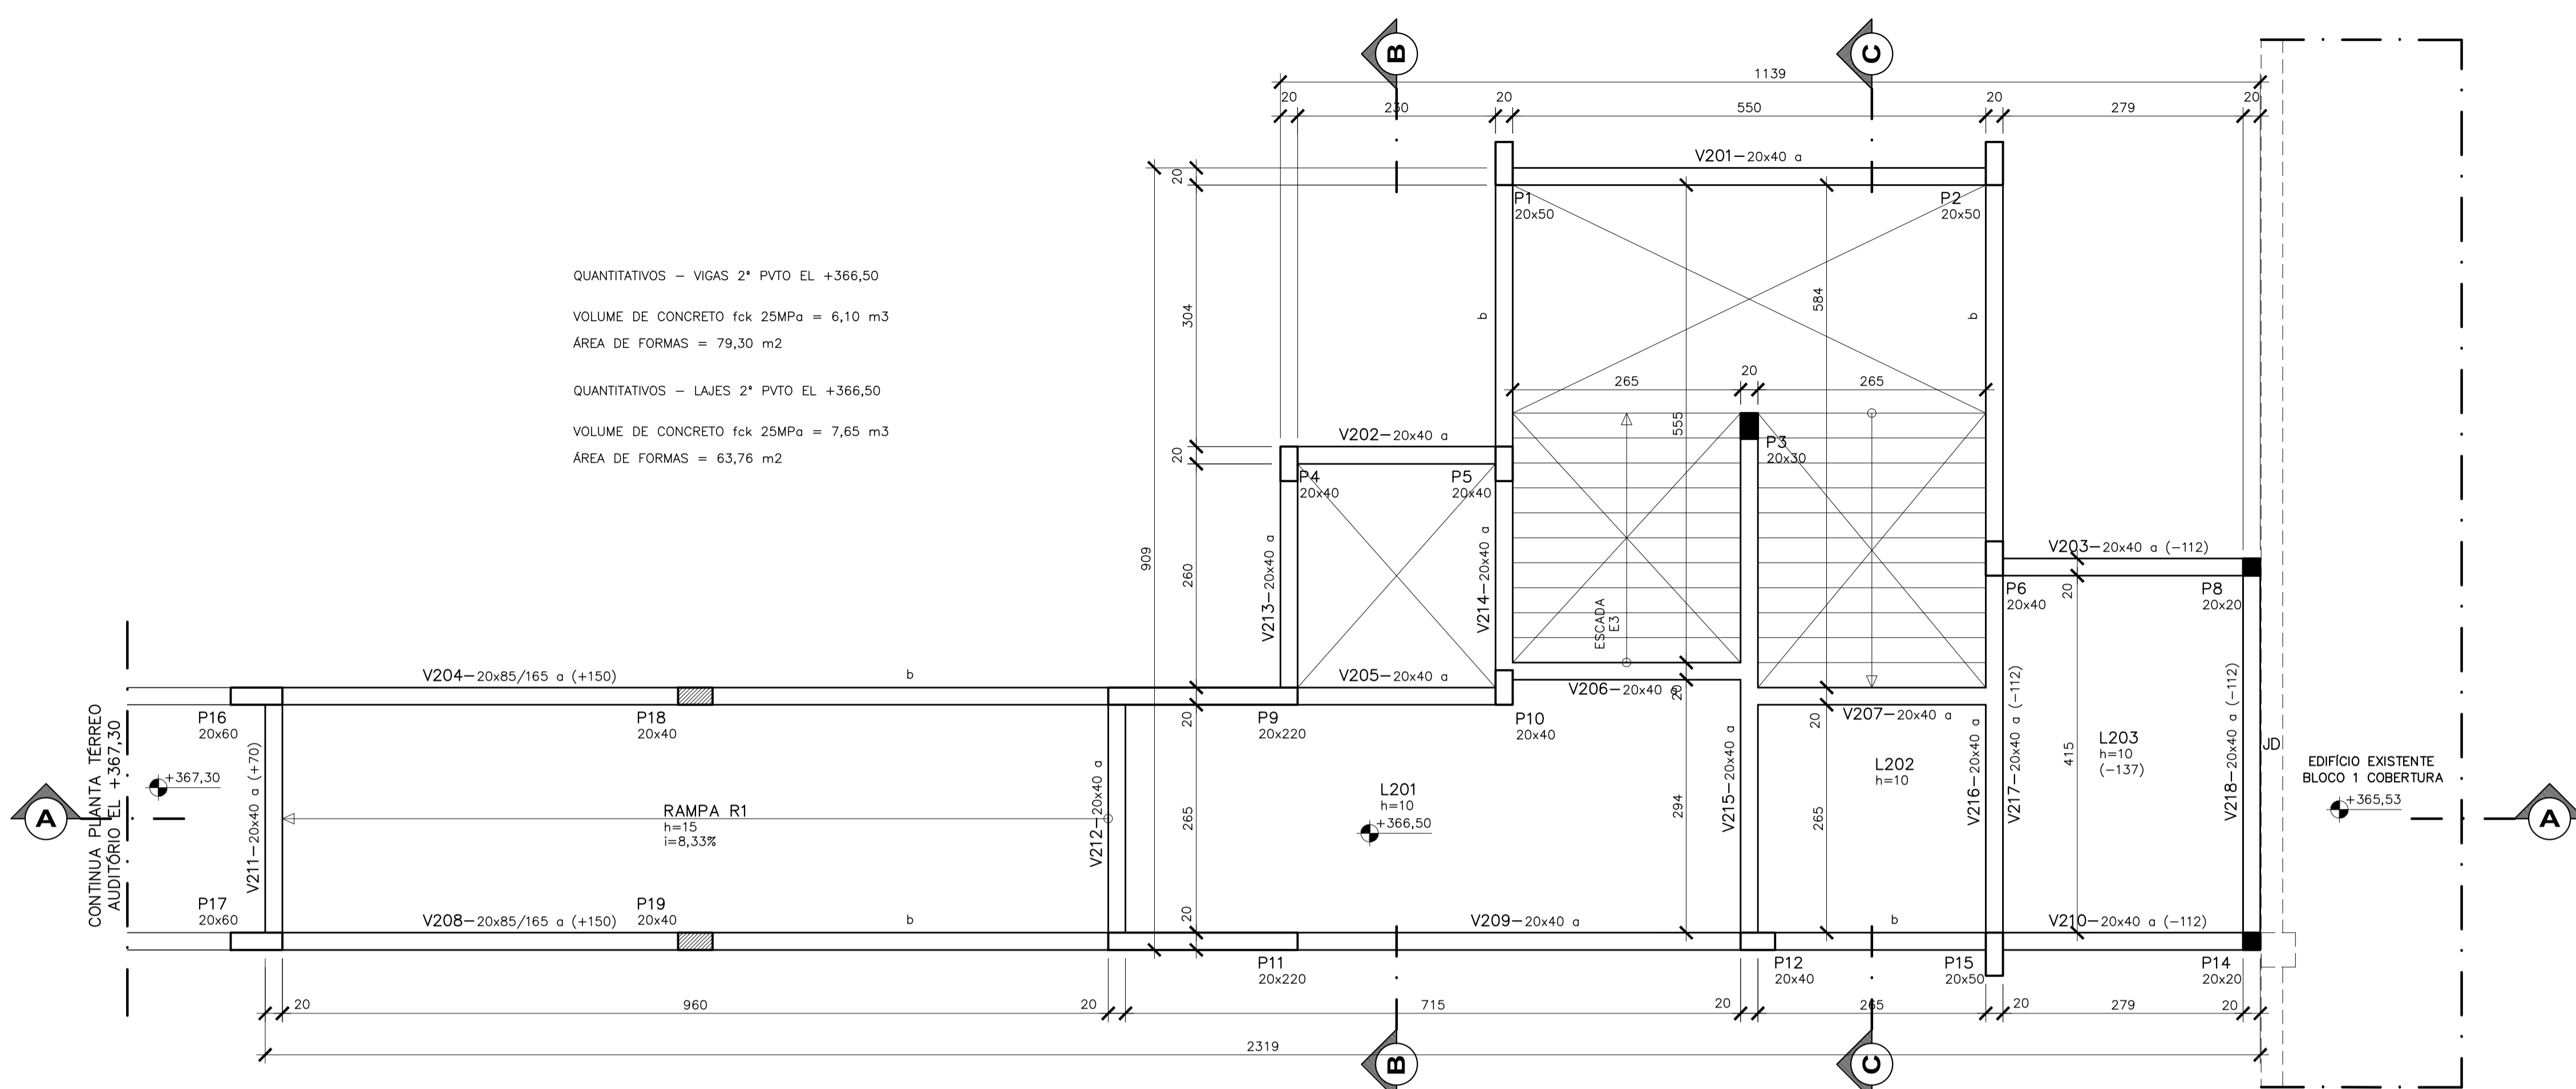 B
C
1139
20
230
20
550
20
279
20
V201-20x40 a
20
P1
20x50
P2
20x50
QUANTITATIVOS - VIGAS 2° PVTO EL +366,50
VOLUME DE CONCRETO fck 25MPa = 6,10 m3
ÁREA DE FORMAS = 79,30 m2
QUANTITATIVOS - LAJES 2° PVTO EL +366,50
VOLUME DE CONCRETO fck 25MPa = 7,65 m3
ÁREA DE FORMAS = 63,76 m2
304
b
584
b
265
20
265
555
V202-20x40 a
20
P3
20x30
P4
20x40
P5
20x40
909
260
V213-20x40 a
V214-20x40 a
ESCADA
E3
V203-20x40 a (-112)
20
P6
20x40
P8
20x20
V204-20x85/165 a (+150)
b
V205-20x40 a
V206-20x40 a
20
V207-20x40 a
20
P16
20x60
P18
20x40
P9
20x220
20
P10
20x40
CONTINUA PLANTA TÉRREO
AUDITÓRIO EL +367,30
+367,30
V211-20x40 a (+70)
RAMPA R1
h=15
i=8,33%
V212-20x40 a
265
L201
h=10
+366,50
294
V215-20x40 a
265
L202
h=10
V216-20x40 a
V217-20x40 a (-112)
415
L203
h=10
(-137)
V218-20x40 a (-112)
JD
EDIFÍCIO EXISTENTE
BLOCO 1 COBERTURA
+365,53
A
A
P17
20x60
P19
20x40
V208-20x85/165 a (+150)
b
20
V209-20x40 a
b
V210-20x40 a (-112)
P11
20x220
P12
20x40
P15
20x50
P14
20x20
20
960
20
715
20
265
20
279
20
2319
B
C